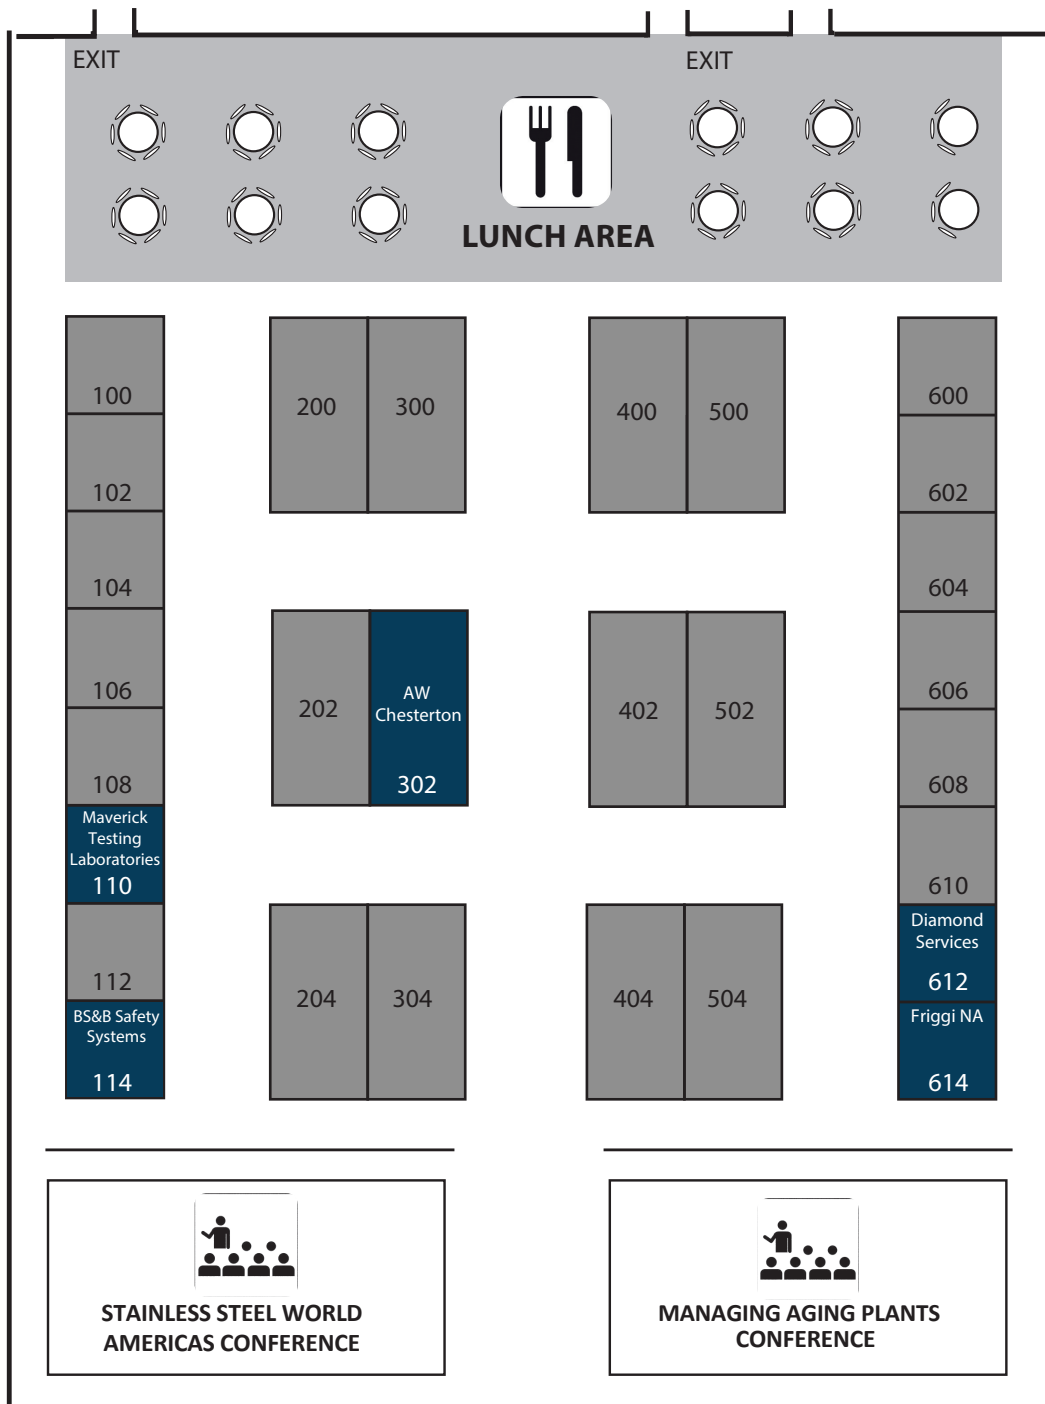 EXIT
EXIT
LUNCH AREA
100
200
300
400
500
600
102
602
104
604
106
202
AW
Chesterton
302
402
502
606
108
608
Maverick
Testing
Laboratories
110
610
112
204
304
404
504
Diamond
Services
612
BS&B Safety
Systems
114
Friggi NA
614
STAINLESS STEEL WORLD
AMERICAS CONFERENCE
MANAGING AGING PLANTS
CONFERENCE